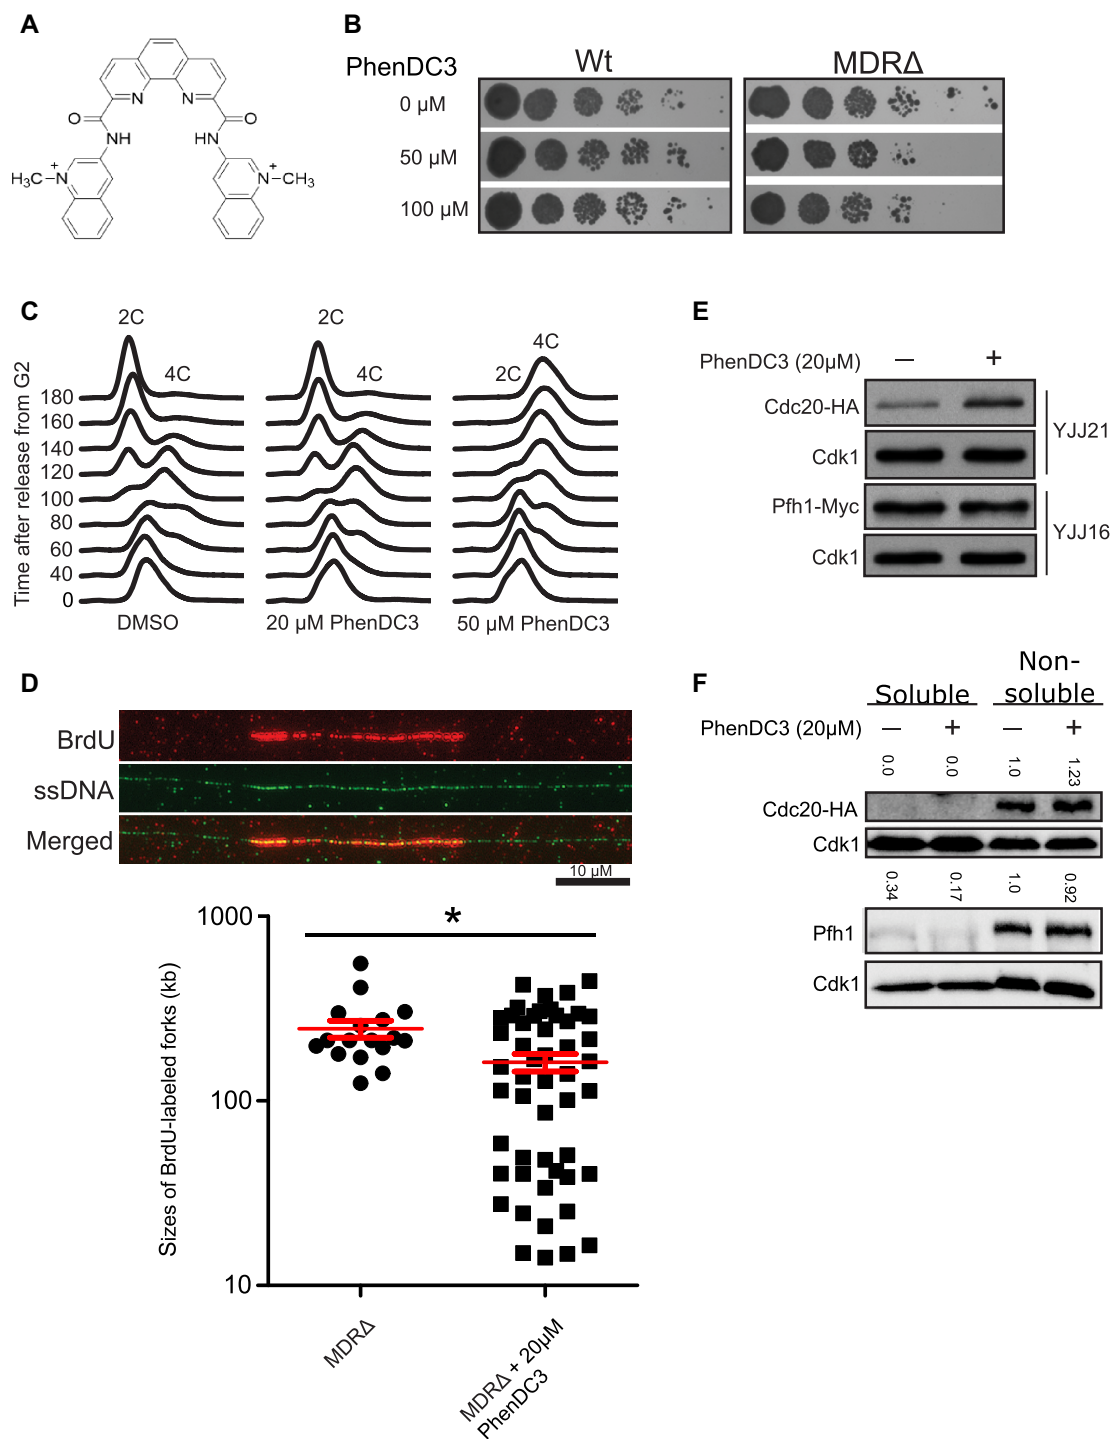 A
N
N
O
O
NH
HN
+
+
H3C
N
N
CH3
B
PhenDC3
Wt
MDRΔ
0 µM
50 µM
100 µM
C
Time after release from G2
2C
4C
2C
4C
2C
4C
180
160
140
120
100
80
60
40
0
DMSO
20 µM PhenDC3
50 µM PhenDC3
E
PhenDC3 (20µM)
—
+
Cdc20-HA
Cdk1
YJJ21
Pfh1-Myc
Cdk1
YJJ16
D
BrdU
ssDNA
Merged
10 µM
Sizes of BrdU-labeled forks (kb)
1000
100
10
*
MDRΔ
MDRΔ + 20µM
PhenDC3
F
Soluble
Non-
soluble
PhenDC3 (20µM)
—
+
—
+
0.0
0.0
1.0
1.23
Cdc20-HA
Cdk1
0.34
0.17
1.0
0.92
Pfh1
Cdk1